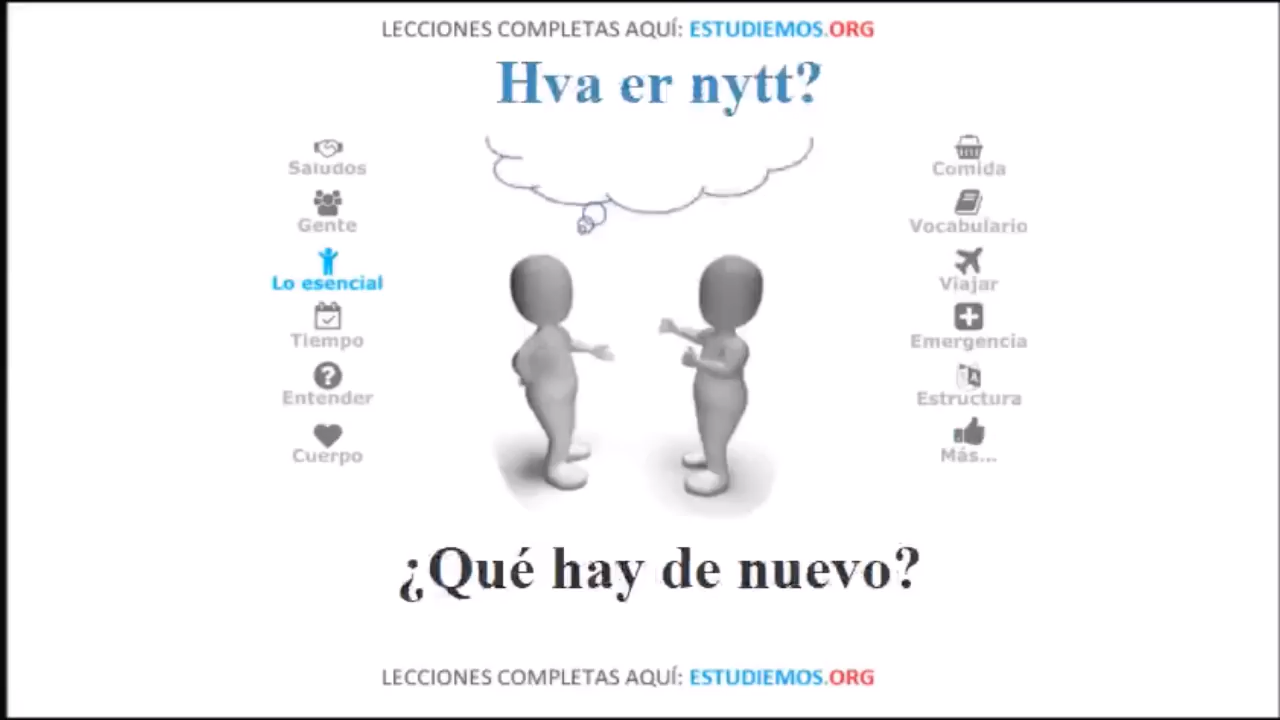 LECCIONES COMPLETAS AQUÍ: ESTUDIEMOS.ORG
Hva er nytt?
Saludos
Gente
Lo esencial
Tiempo
Entender
Cuerpo
Comida
Vocabulario
Viajar
Emergencia
Estructura
Más...
¿Qué hay de nuevo?
LECCIONES COMPLETAS AQUÍ: ESTUDIEMOS.ORG